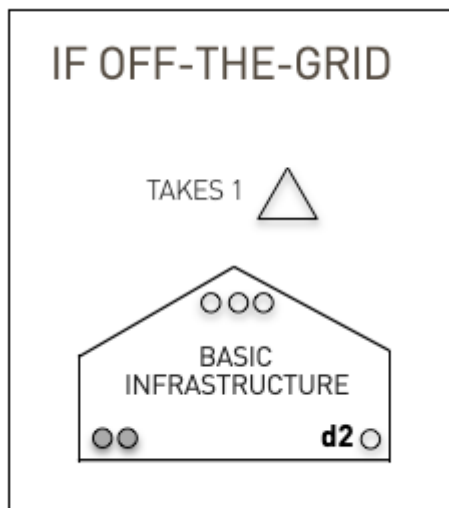 IF OFF-THE-GRID
TAKES 1
BASIC
INFRASTRUCTURE
d2